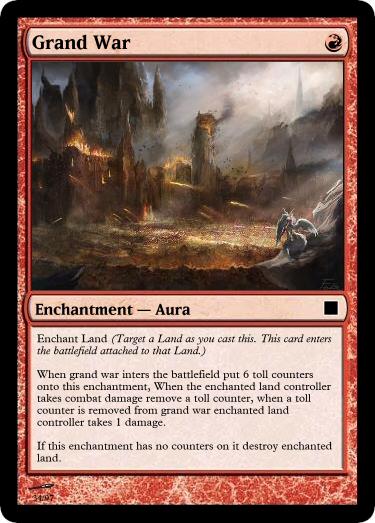 Grand War
Enchantment — Aura
Enchant Land (Target a Land as you cast this. This card enters
the battlefield attached to that Land.)
When grand war inters the battlefield put 6 toll counters
onto this enchantment, When the enchanted land controller
takes combat damage remove a toll counter, when a toll
counter is removed from grand war enchanted land
controller takes 1 damage.
If this enchantment has no counters on it destroy enchanted
land.
34/97